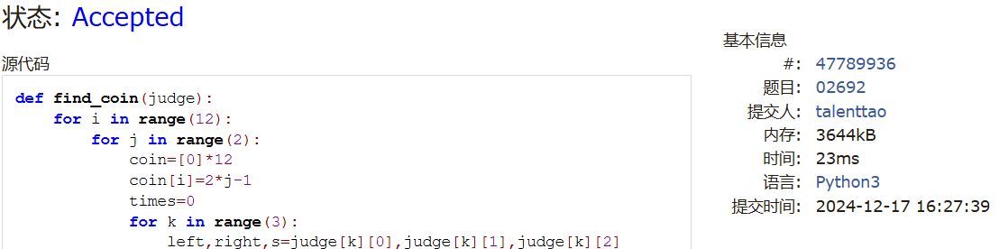 状态: Accepted
源代码
def find_coin(judge):
    for i in range(12):
        for j in range(2):
            coin=[0]*12
            coin[i]=2*j-1
            times=0
            for k in range(3):
                left,right,s=judge[k][0],judge[k][1],judge[k][2]
基本信息
#: 47789936
题目: 02692
提交人: talenttao
内存: 3644kB
时间: 23ms
语言: Python3
提交时间: 2024-12-17 16:27:39